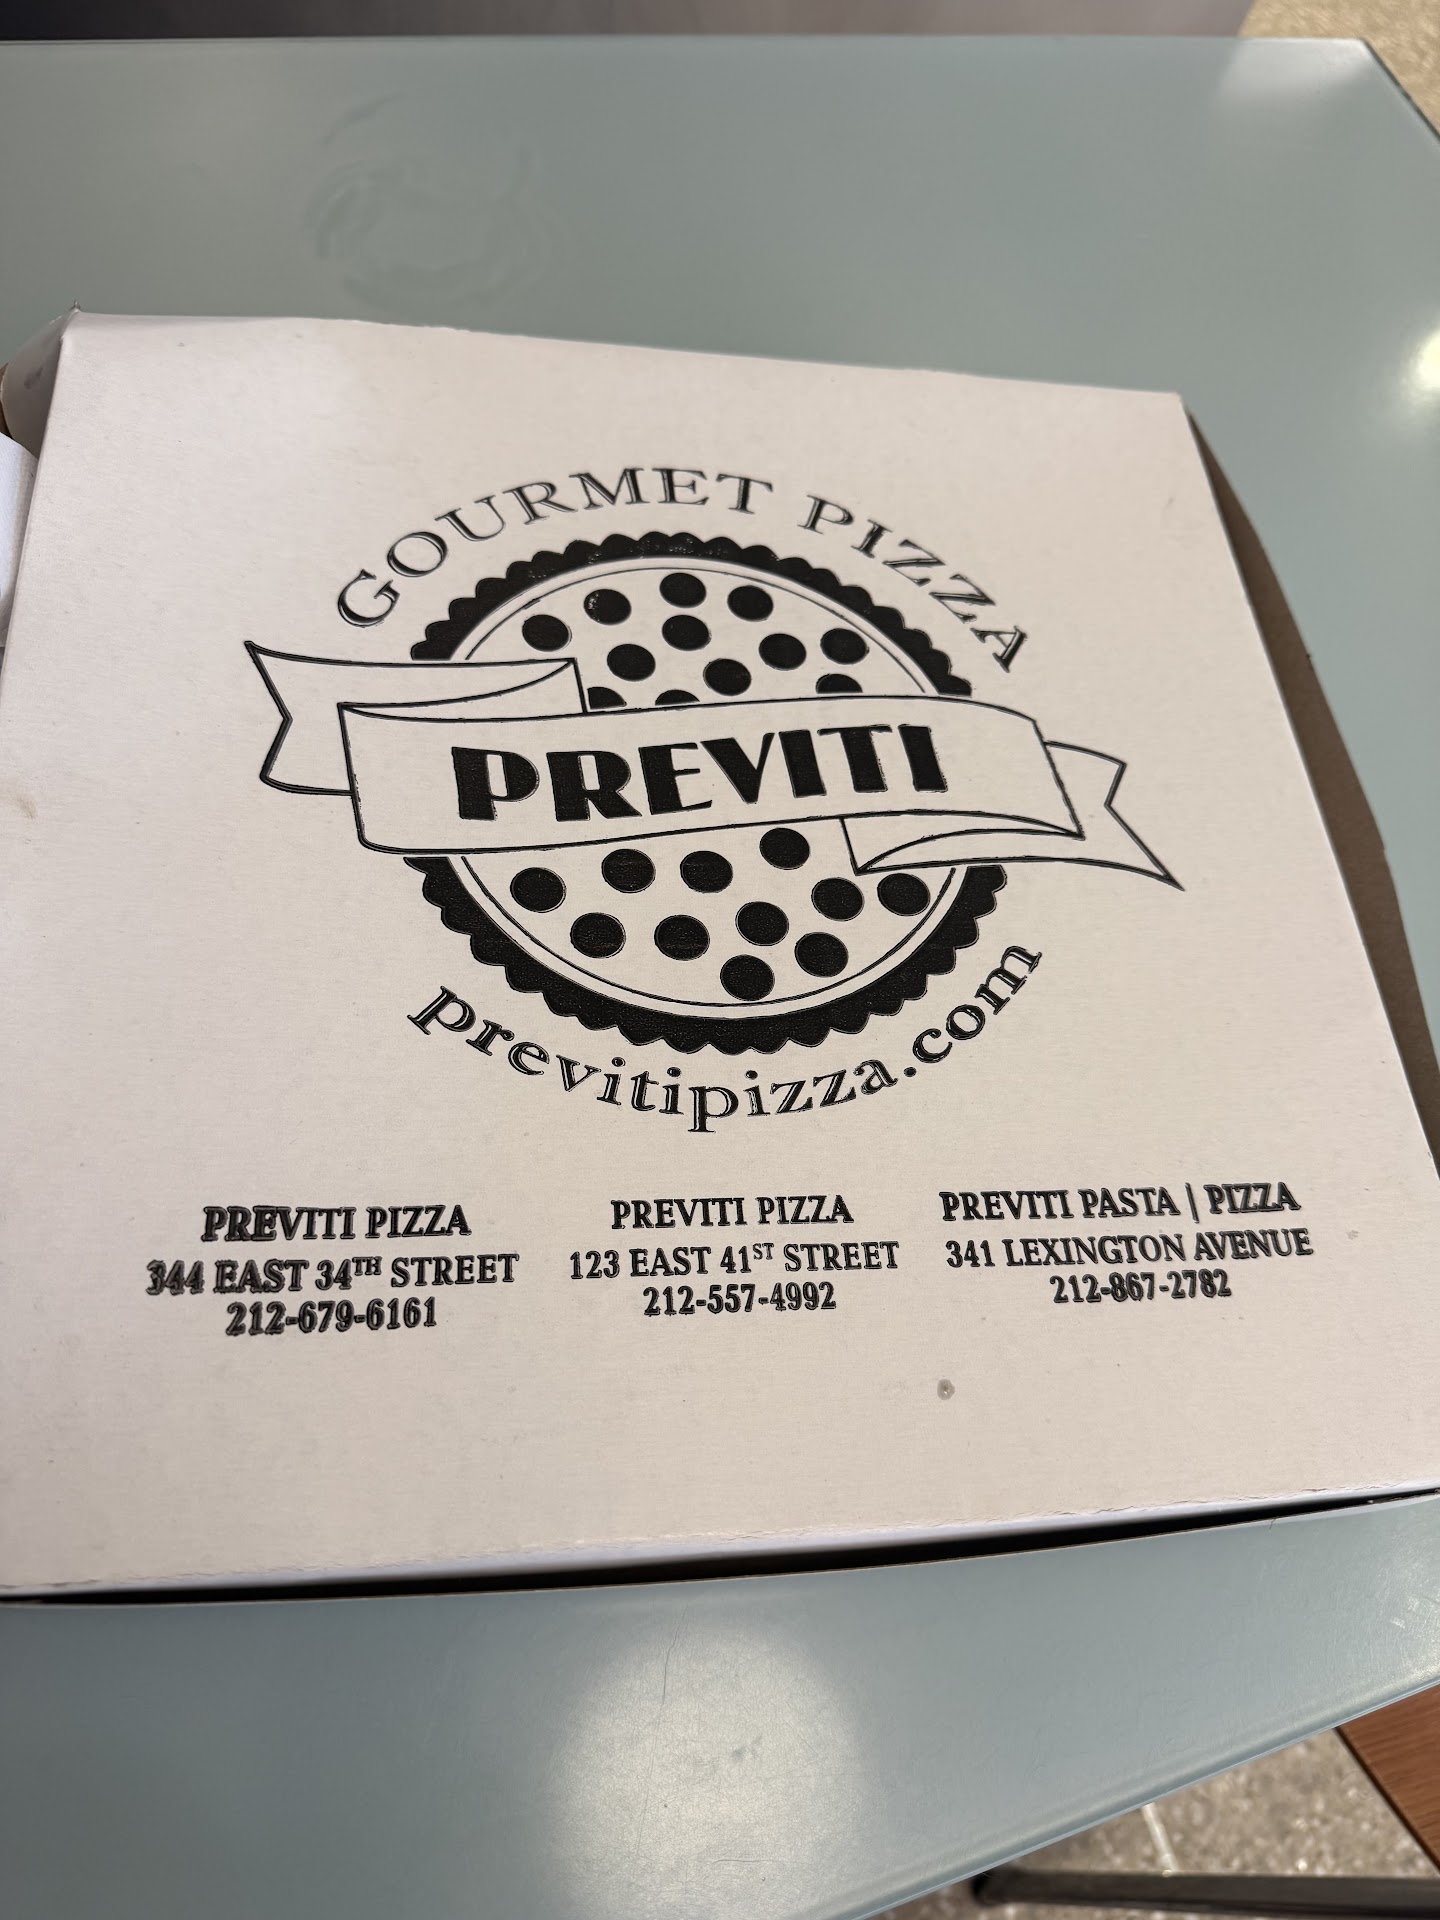 GOURMET PIZZA
PREVITI
previtipizza.com
PREVITI PIZZA
344 EAST 34TH STREET
212-679-6161
PREVITI PIZZA
123 EAST 41ST STREET
212-557-4992
PREVITI PASTA | PIZZA
341 LEXINGTON AVENUE
212-867-2782